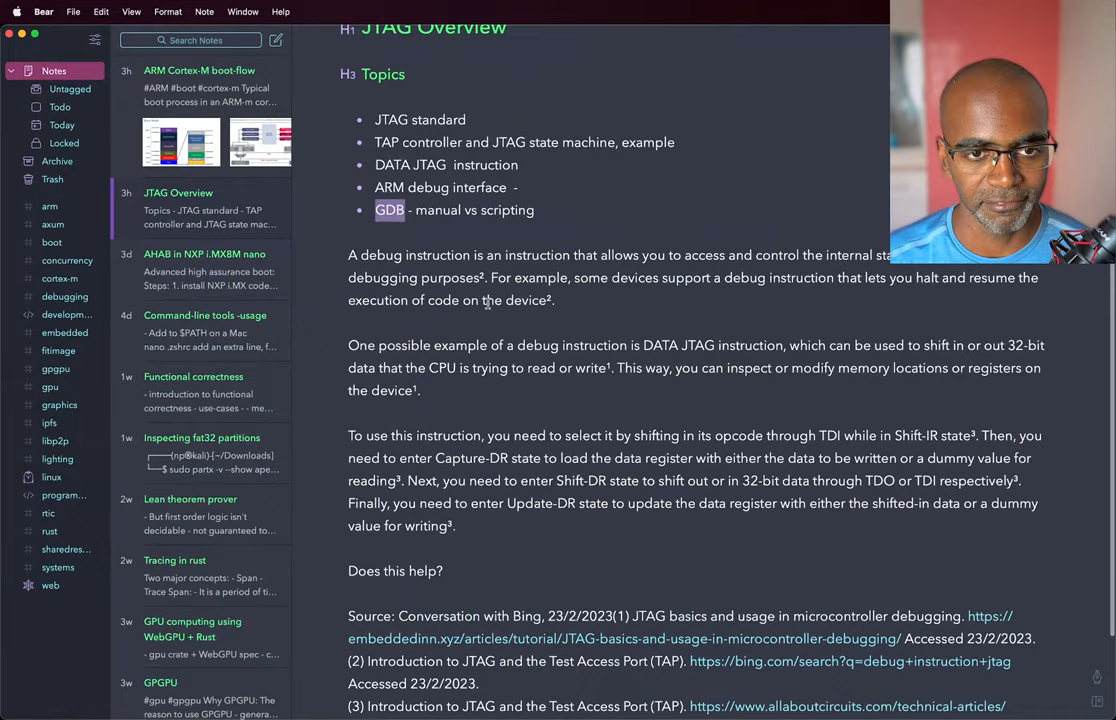 Bear File Edit Format Note Window Help
Notes
Untagged
Todo
Today
Locked
Archive
Trash
arm
axum
boot
concurrency
cortex-m
debugging
developm...
embedded
fitimage
gpgpu
gpu
graphics
ipfs
libp2p
lighting
linux
program...
rtic
rust
sharedres...
systems
web
Search Notes
3h ARM Cortex-M boot-flow
#ARM #boot #cortex-m Typical
boot process in an ARM-m cor...
3h JTAG Overview
Topics - JTAG standard - TAP
controller and JTAG state mac...
3d AHAB in NXP i.MX8M nano
Advanced high assurance boot:
Steps: 1. install NXP i.MX code...
4d Command-line tools -usage
- Add to $PATH on a Mac
nano .zshrc add an extra line, f...
1w Functional correctness
- introduction to functional
correctness - use-cases - - me...
1w Inspecting fat32 partitions
(np㉿kali)-[~/Downloads]
$ sudo partx -v --show ape...
2w Lean theorem prover
- But first order logic isn't
decidable - not guaranteed to...
2w Tracing in rust
Two major concepts: - Span -
Trace Span: - It is a period of ti...
3w GPU computing using
WebGPU + Rust
- gpu crate + WebGPU spec - c...
3w GPGPU
#gpu #gpgpu Why GPGPU: The
reason to use GPGPU - genera...
H1 JTAG Overview
H3 Topics
• JTAG standard
• TAP controller and JTAG state machine, example
• DATA JTAG instruction
• ARM debug interface -
• GDB - manual vs scripting
A debug instruction is an instruction that allows you to access and control the internal
debugging purposes². For example, some devices support a debug instruction that lets you halt and resume the
execution of code on the device².
One possible example of a debug instruction is DATA JTAG instruction, which can be used to shift in or out 32-bit
data that the CPU is trying to read or write¹. This way, you can inspect or modify memory locations or registers on
the device¹.
To use this instruction, you need to select it by shifting in its opcode through TDI while in Shift-IR state³. Then, you
need to enter Capture-DR state to load the data register with either the data to be written or a dummy value for
reading³. Next, you need to enter Shift-DR state to shift out or in 32-bit data through TDO or TDI respectively³.
Finally, you need to enter Update-DR state to update the data register with either the shifted-in data or a dummy
value for writing³.
Does this help?
Source: Conversation with Bing, 23/2/2023(1) JTAG basics and usage in microcontroller debugging. https://
embeddedinn.xyz/articles/tutorial/JTAG-basics-and-usage-in-microcontroller-debugging/ Accessed 23/2/2023.
(2) Introduction to JTAG and the Test Access Port (TAP). https://bing.com/search?q=debug+instruction+jtag
Accessed 23/2/2023.
(3) Introduction to JTAG and the Test Access Port (TAP). https://www.allaboutcircuits.com/technical-articles/